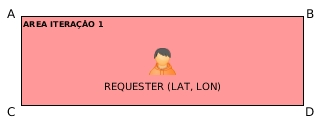 A B
AREA ITERAÇÃO 1
REQUESTER (LAT, LON)
C D